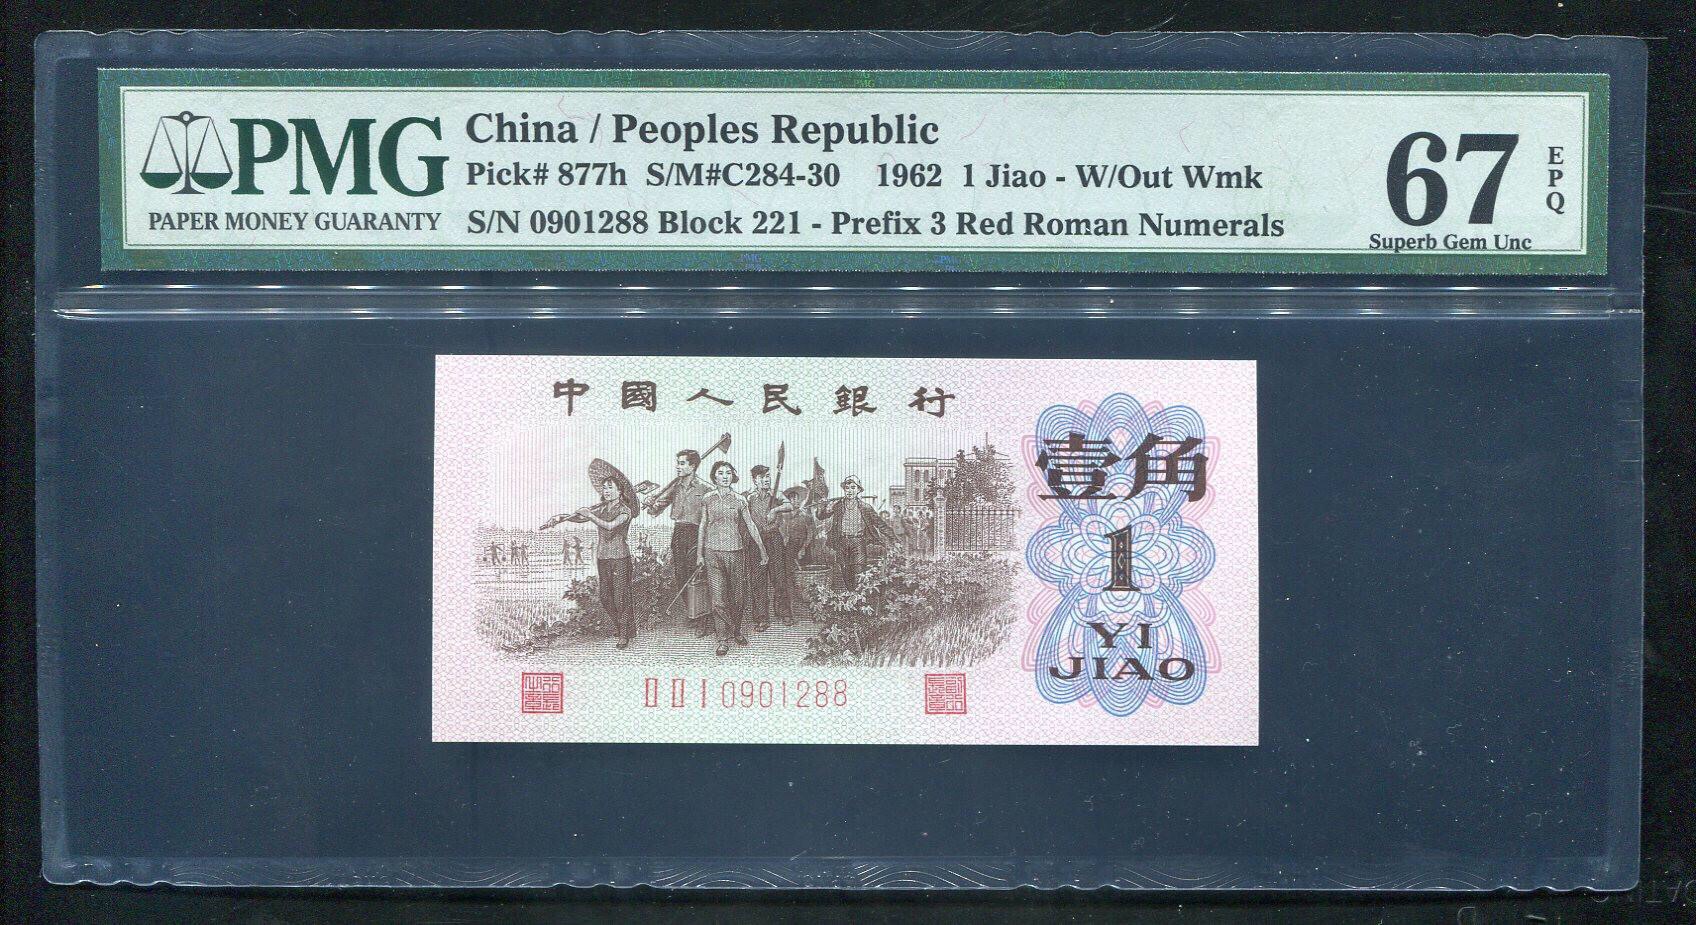 PMG
PAPER MONEY GUARANTY
China / Peoples Republic
Pick# 877h S/M#C284-30 1962 1 Jiao - W/Out Wmk
S/N 0901288 Block 221 - Prefix 3 Red Roman Numerals
67
EPQ
Superb Gem Unc
中國人民銀行
壹角
1
YI
JIAO
II II I 0901288